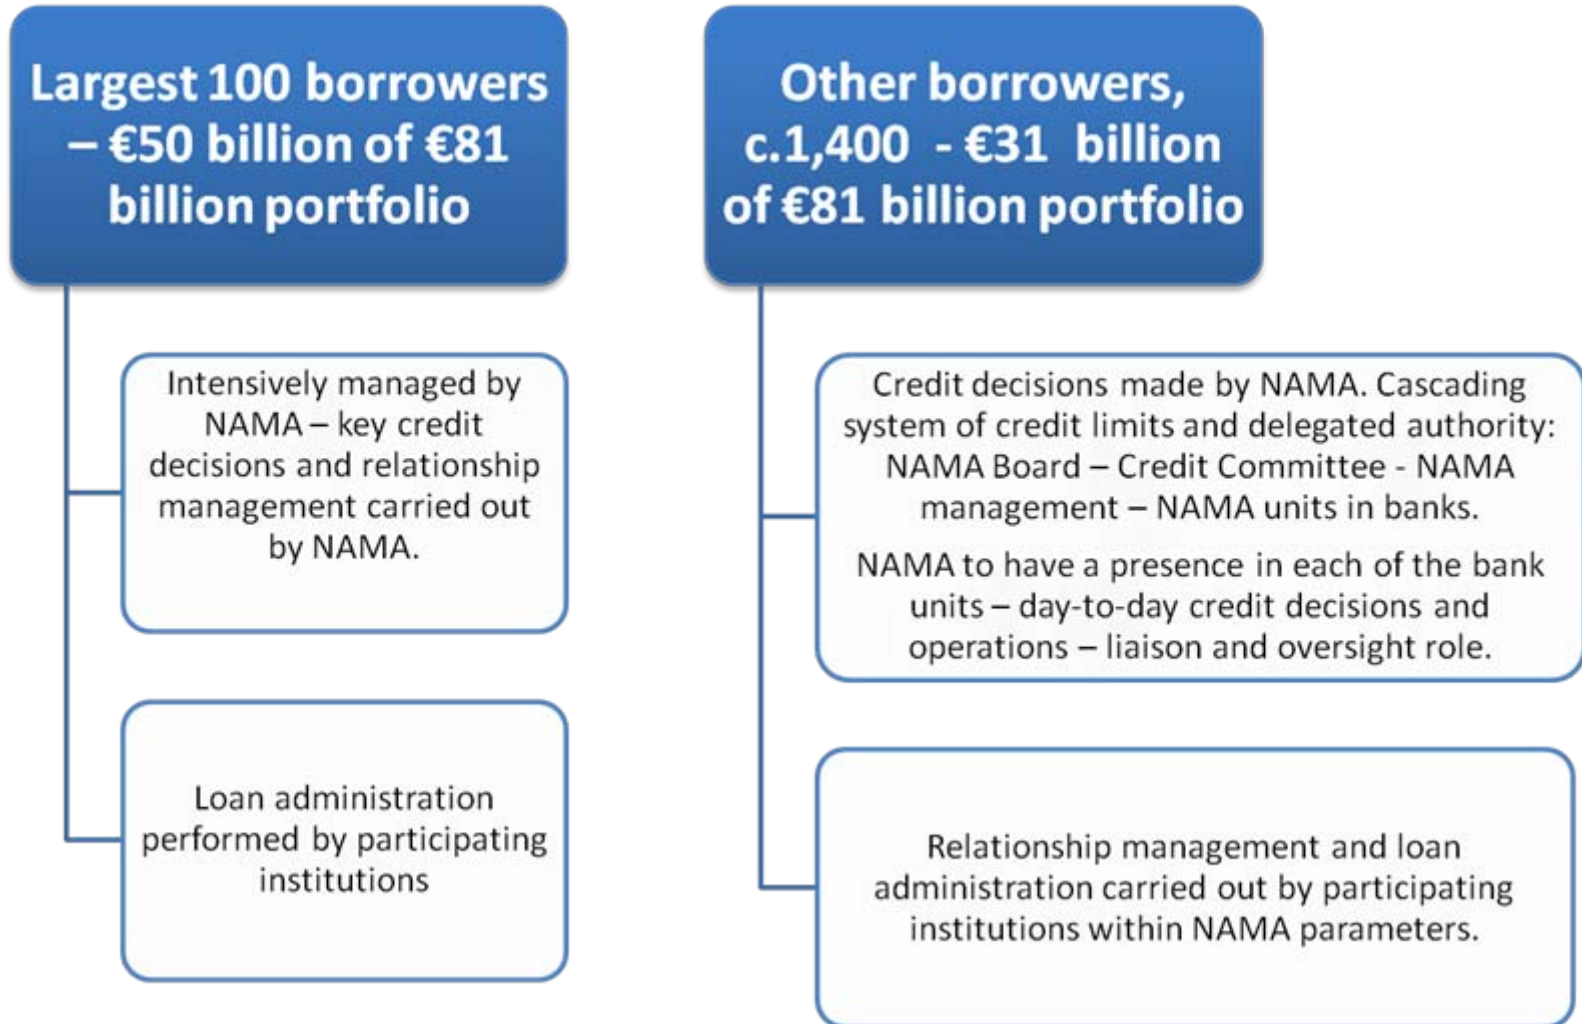 Largest 100 borrowers
– €50 billion of €81
billion portfolio
Intensively managed by
NAMA – key credit
decisions and relationship
management carried out
by NAMA.
Loan administration
performed by participating
institutions
Other borrowers,
c.1,400 - €31 billion
of €81 billion portfolio
Credit decisions made by NAMA. Cascading
system of credit limits and delegated authority:
NAMA Board – Credit Committee - NAMA
management – NAMA units in banks.
NAMA to have a presence in each of the bank
units – day-to-day credit decisions and
operations – liaison and oversight role.
Relationship management and loan
administration carried out by participating
institutions within NAMA parameters.